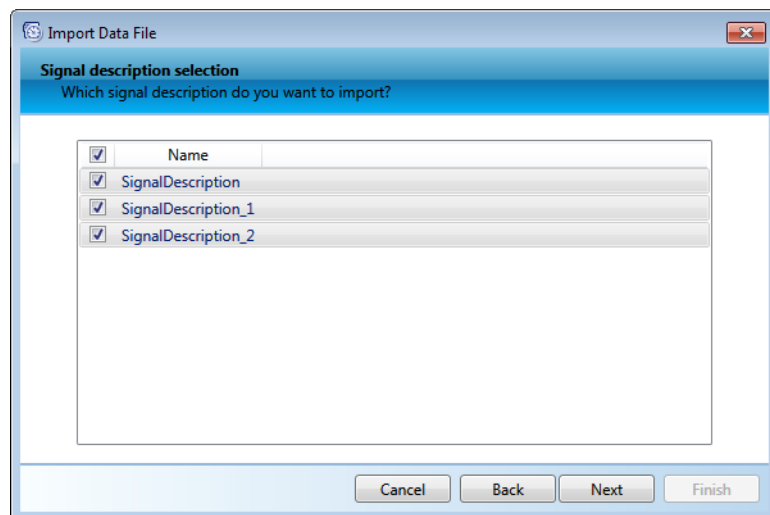 Import Data File
Signal description selection
Which signal description do you want to import?
Name
SignalDescription
SignalDescription_1
SignalDescription_2
Cancel Back Next Finish